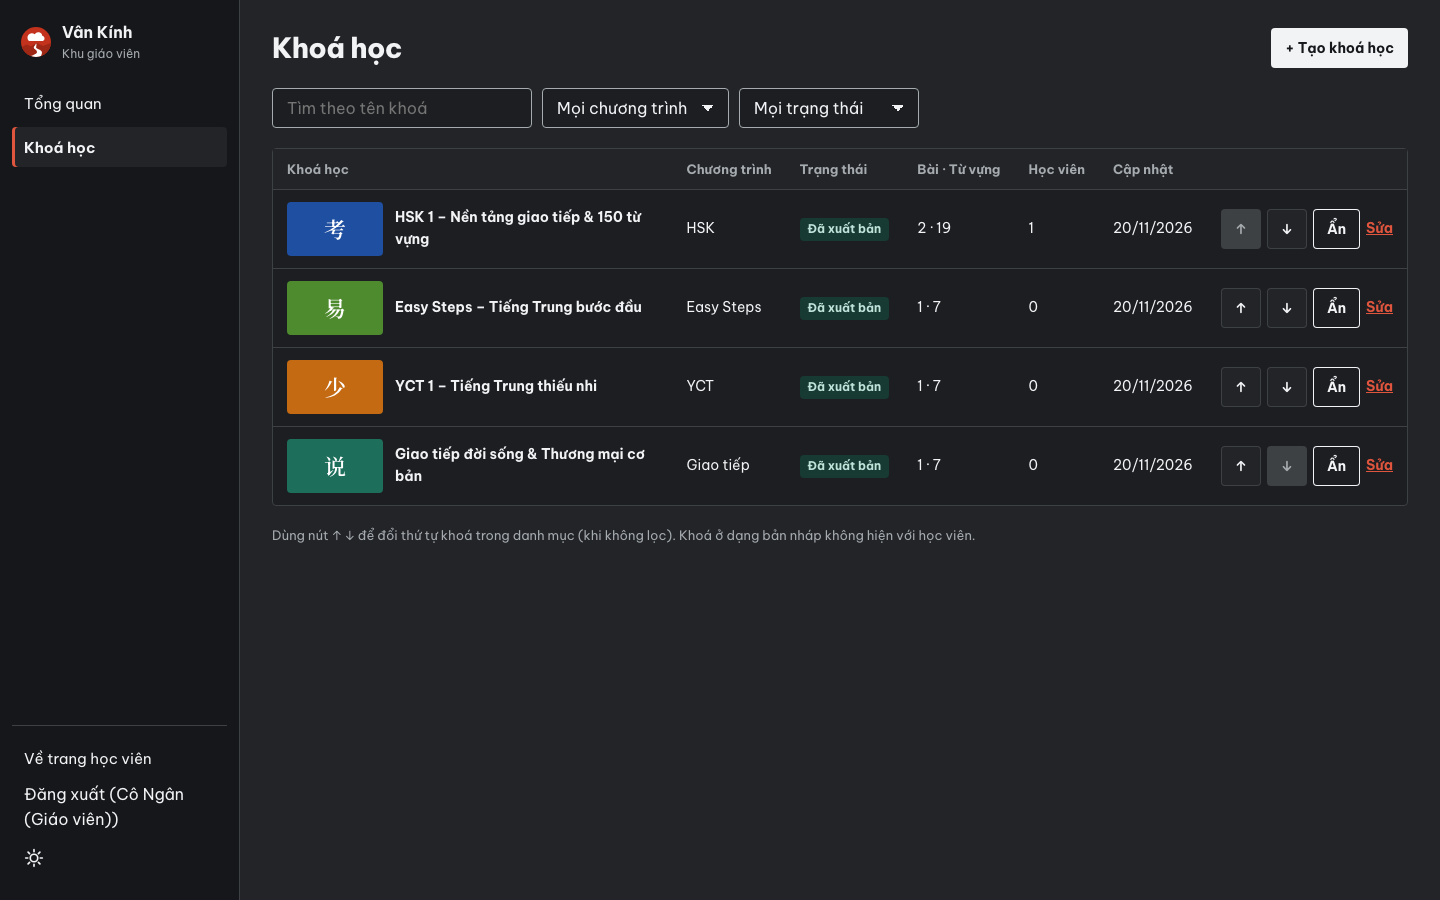 Vân Kính
Khu giáo viên
Tổng quan
Khoá học
Về trang học viên
Đăng xuất (Cô Ngân
(Giáo viên))
Khoá học
+ Tạo khoá học
Tìm theo tên khoá
Mọi chương trình
Mọi trạng thái
Khoá học Chương trình Trạng thái Bài · Từ vựng Học viên Cập nhật
考 HSK 1 – Nền tảng giao tiếp & 150 từ
vựng
HSK Đã xuất bản 2 · 19 1 20/11/2026 ↑ ↓ Ẩn Sửa
易 Easy Steps – Tiếng Trung bước đầu Easy Steps Đã xuất bản 1 · 7 0 20/11/2026 ↑ ↓ Ẩn Sửa
少 YCT 1 – Tiếng Trung thiếu nhi YCT Đã xuất bản 1 · 7 0 20/11/2026 ↑ ↓ Ẩn Sửa
说 Giao tiếp đời sống & Thương mại cơ
bản
Giao tiếp Đã xuất bản 1 · 7 0 20/11/2026 ↑ ↓ Ẩn Sửa
Dùng nút ↑ ↓ để đổi thứ tự khoá trong danh mục (khi không lọc). Khoá ở dạng bản nháp không hiện với học viên.